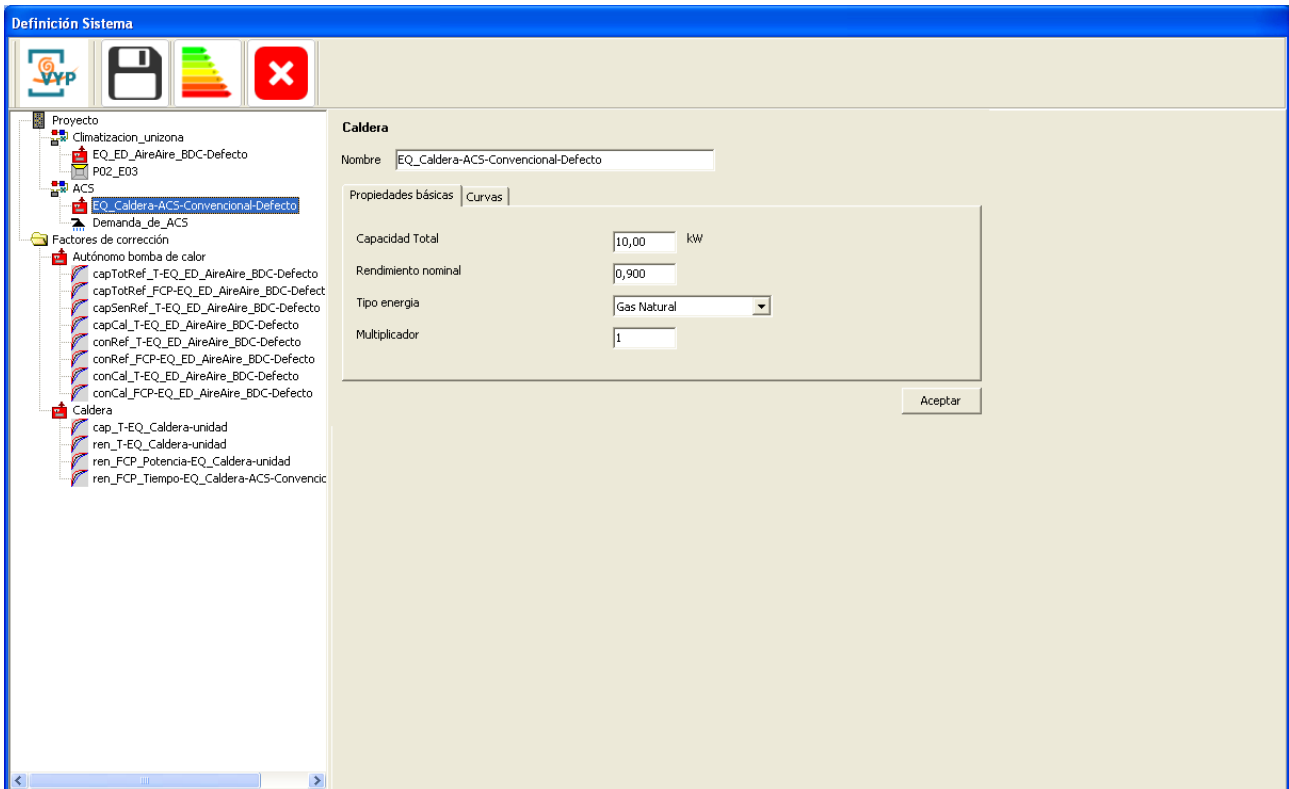 Definición Sistema
VYP
Proyecto
Climatizacion_unizona
EQ_ED_AireAire_BDC-Defecto
P02_E03
ACS
EQ_Caldera-ACS-Convencional-Defecto
Demanda_de_ACS
Factores de corrección
Autónomo bomba de calor
capTotRef_T-EQ_ED_AireAire_BDC-Defecto
capTotRef_FCP-EQ_ED_AireAire_BDC-Defect
capSenRef_T-EQ_ED_AireAire_BDC-Defecto
capCal_T-EQ_ED_AireAire_BDC-Defecto
conRef_T-EQ_ED_AireAire_BDC-Defecto
conRef_FCP-EQ_ED_AireAire_BDC-Defecto
conCal_T-EQ_ED_AireAire_BDC-Defecto
conCal_FCP-EQ_ED_AireAire_BDC-Defecto
Caldera
cap_T-EQ_Caldera-unidad
ren_T-EQ_Caldera-unidad
ren_FCP_Potencia-EQ_Caldera-unidad
ren_FCP_Tiempo-EQ_Caldera-ACS-Convencic
Caldera
Nombre EQ_Caldera-ACS-Convencional-Defecto
Propiedades básicas Curvas
Capacidad Total 10,00 kW
Rendimiento nominal 0,900
Tipo energia Gas Natural
Multiplicador 1
Aceptar